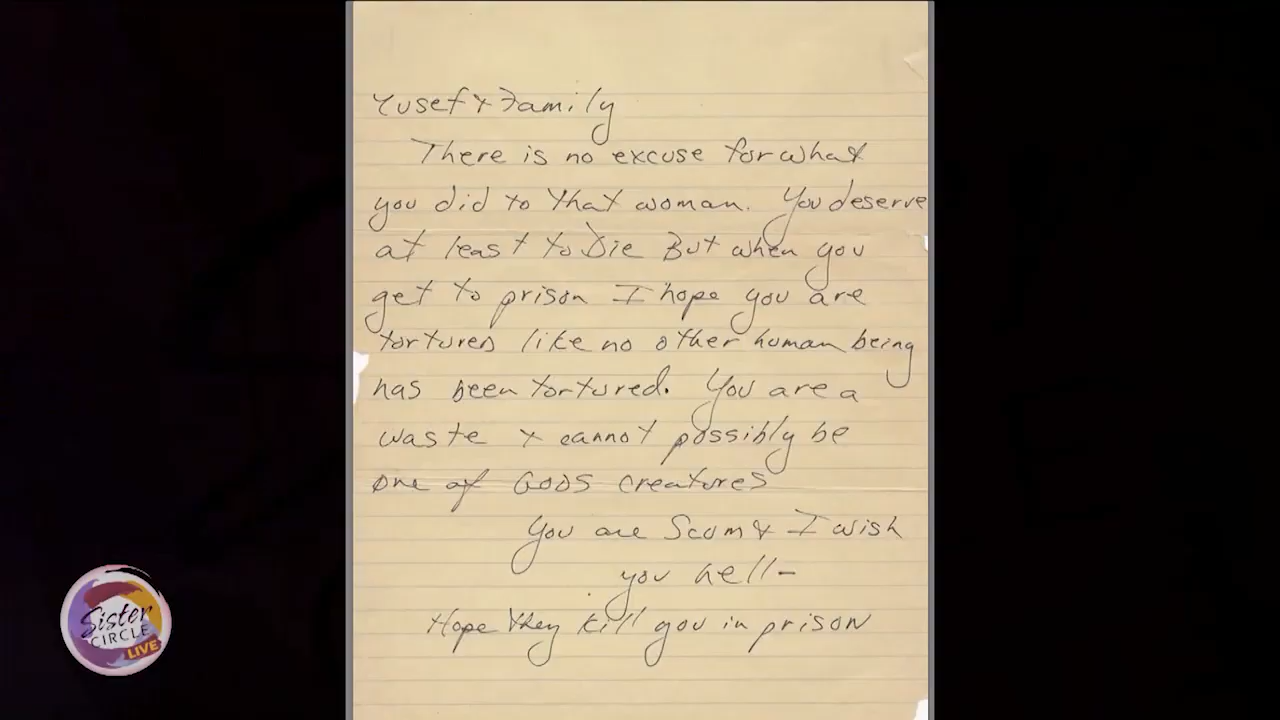 Yusef & Family
There is no excuse for what
you did to that woman. You deserve
at least to Die But when you
get to prison I hope you are
tortured like no other human being
has been tortured. You are a
waste & cannot possibly be
one of GODS creatures
You are Scum & I wish
you hell-
Hope they kill you in prison
Sister
CIRCLE
LIVE